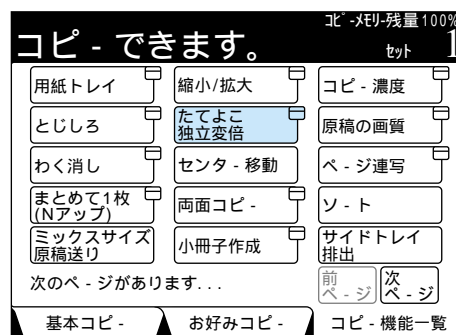 コピ-メモリ-残量100%
コピ - できます。 セット 1
用紙トレイ 縮小/拡大 コピ - 濃度
とじしろ たてよこ 独立変倍 原稿の画質
わく消し センタ - 移動 ペ - ジ連写
まとめて1枚 (Nアップ) 両面コピ - ソ - ト
ミックスサイズ 原稿送り 小冊子作成 サイドトレイ 排出
次のペ - ジがあります... 前 ペ - ジ 次 ペ - ジ
基本コピ - お好みコピ - コピ - 機能一覧